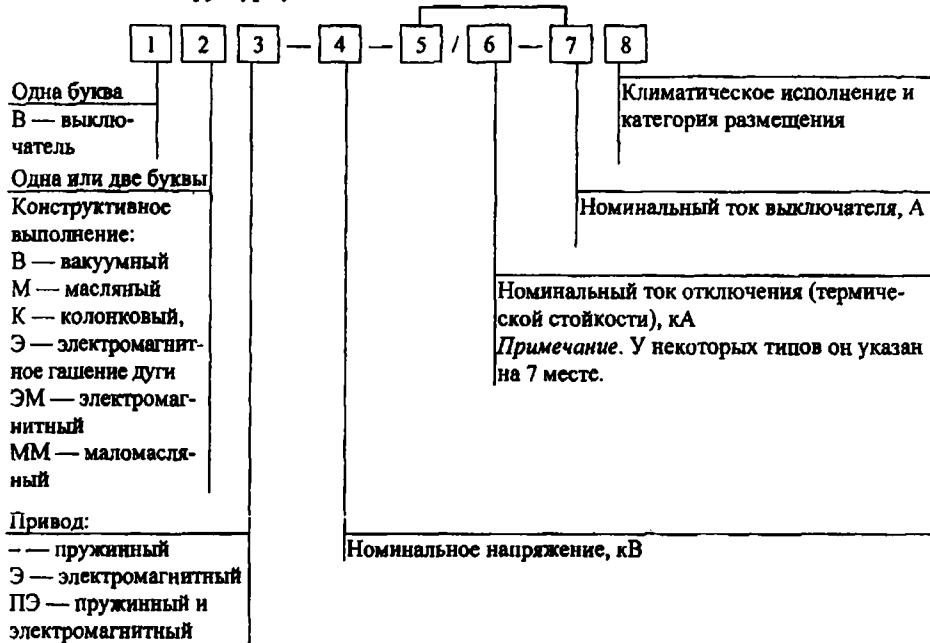 1 2 3 — 4 — 5 / 6 — 7 8
Одна буква
В — выклю-
чатель
Одна или две буквы
Конструктивное
выполнение:
В — вакуумный
М — масляный
К — колонковый,
Э — электромагнит-
ное гашение дуги
ЭМ — электромаг-
нитный
ММ — маломасля-
ный
Привод:
- — пружинный
Э — электромагнитный
ПЭ — пружинный и
электромагнитный
Номинальное напряжение, кВ
Номинальный ток отключения (термиче-
ской стойкости), кА
Примечание. У некоторых типов он указан
на 7 месте.
Номинальный ток выключателя, А
Климатическое исполнение и
категория размещения